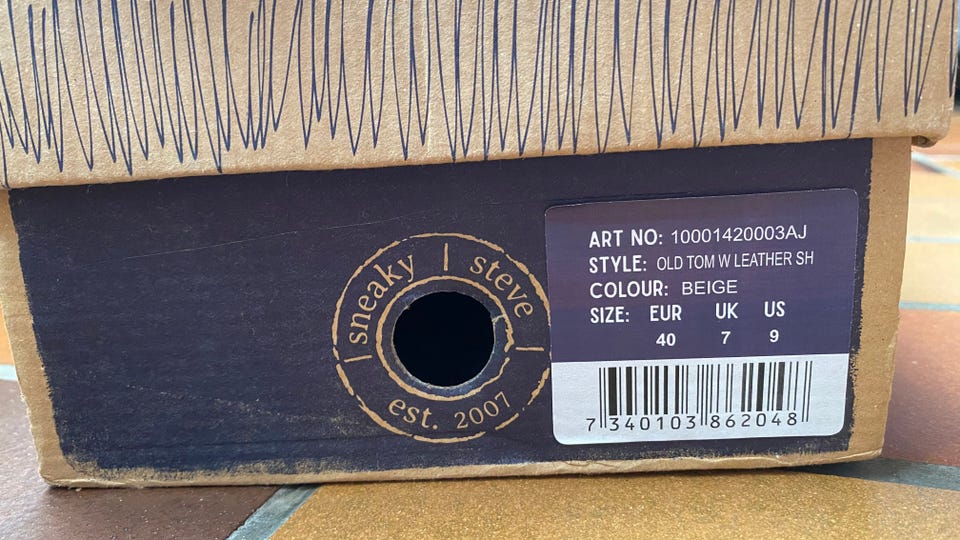 sneaky | steve |
est. 2007 |
ART NO: 10001420003AJ
STYLE: OLD TOM W LEATHER SH
COLOUR: BEIGE
SIZE: EUR UK US
40 7 9
7 340103 862048